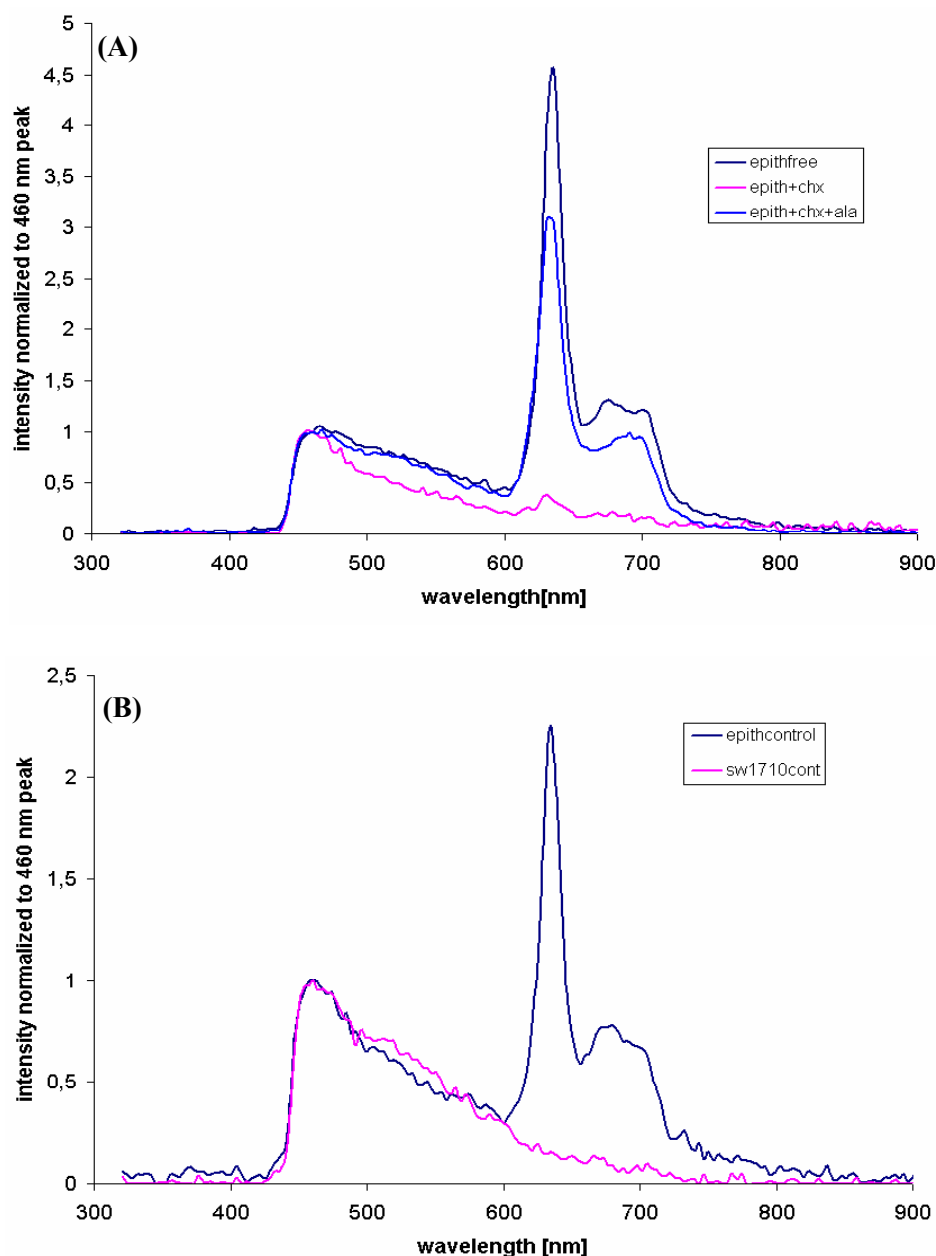 (A)
5
4,5
4
3,5
3
2,5
2
1,5
1
0,5
0
intensity normalized to 460 nm peak
epithfree
epith+chx
epith+chx+ala
300 400 500 600 700 800 900
wavelength[nm]
(B)
2,5
2
1,5
1
0,5
0
intensity normalized to 460 nm peak
epithcontrol
sw1710cont
300 400 500 600 700 800 900
wavelength [nm]